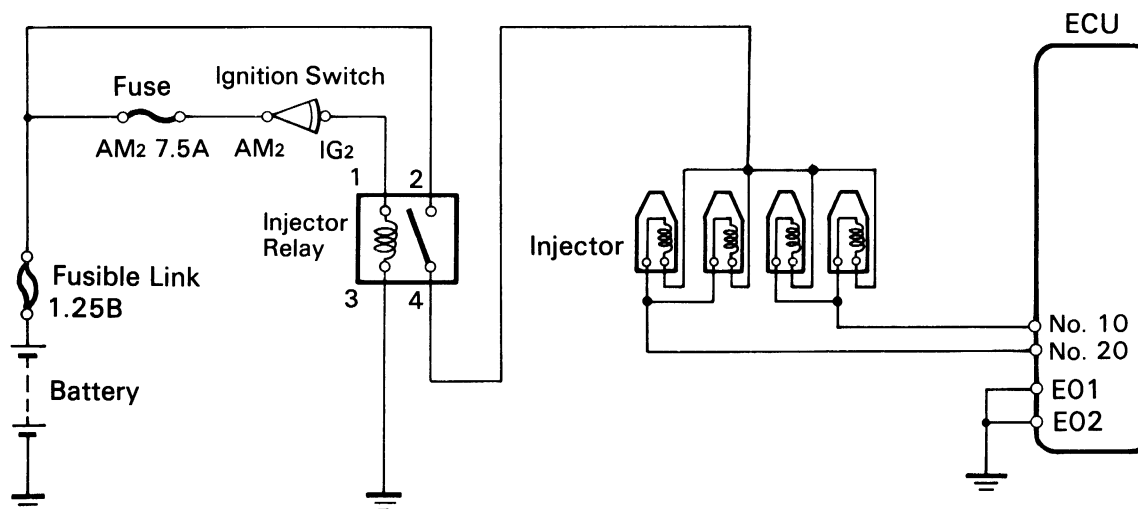 ECU
Ignition Switch
Fuse
AM2 7.5A
AM2
IG2
1
2
Injector
Relay
3
4
Injector
Fusible Link
1.25B
Battery
No. 10
No. 20
E01
E02